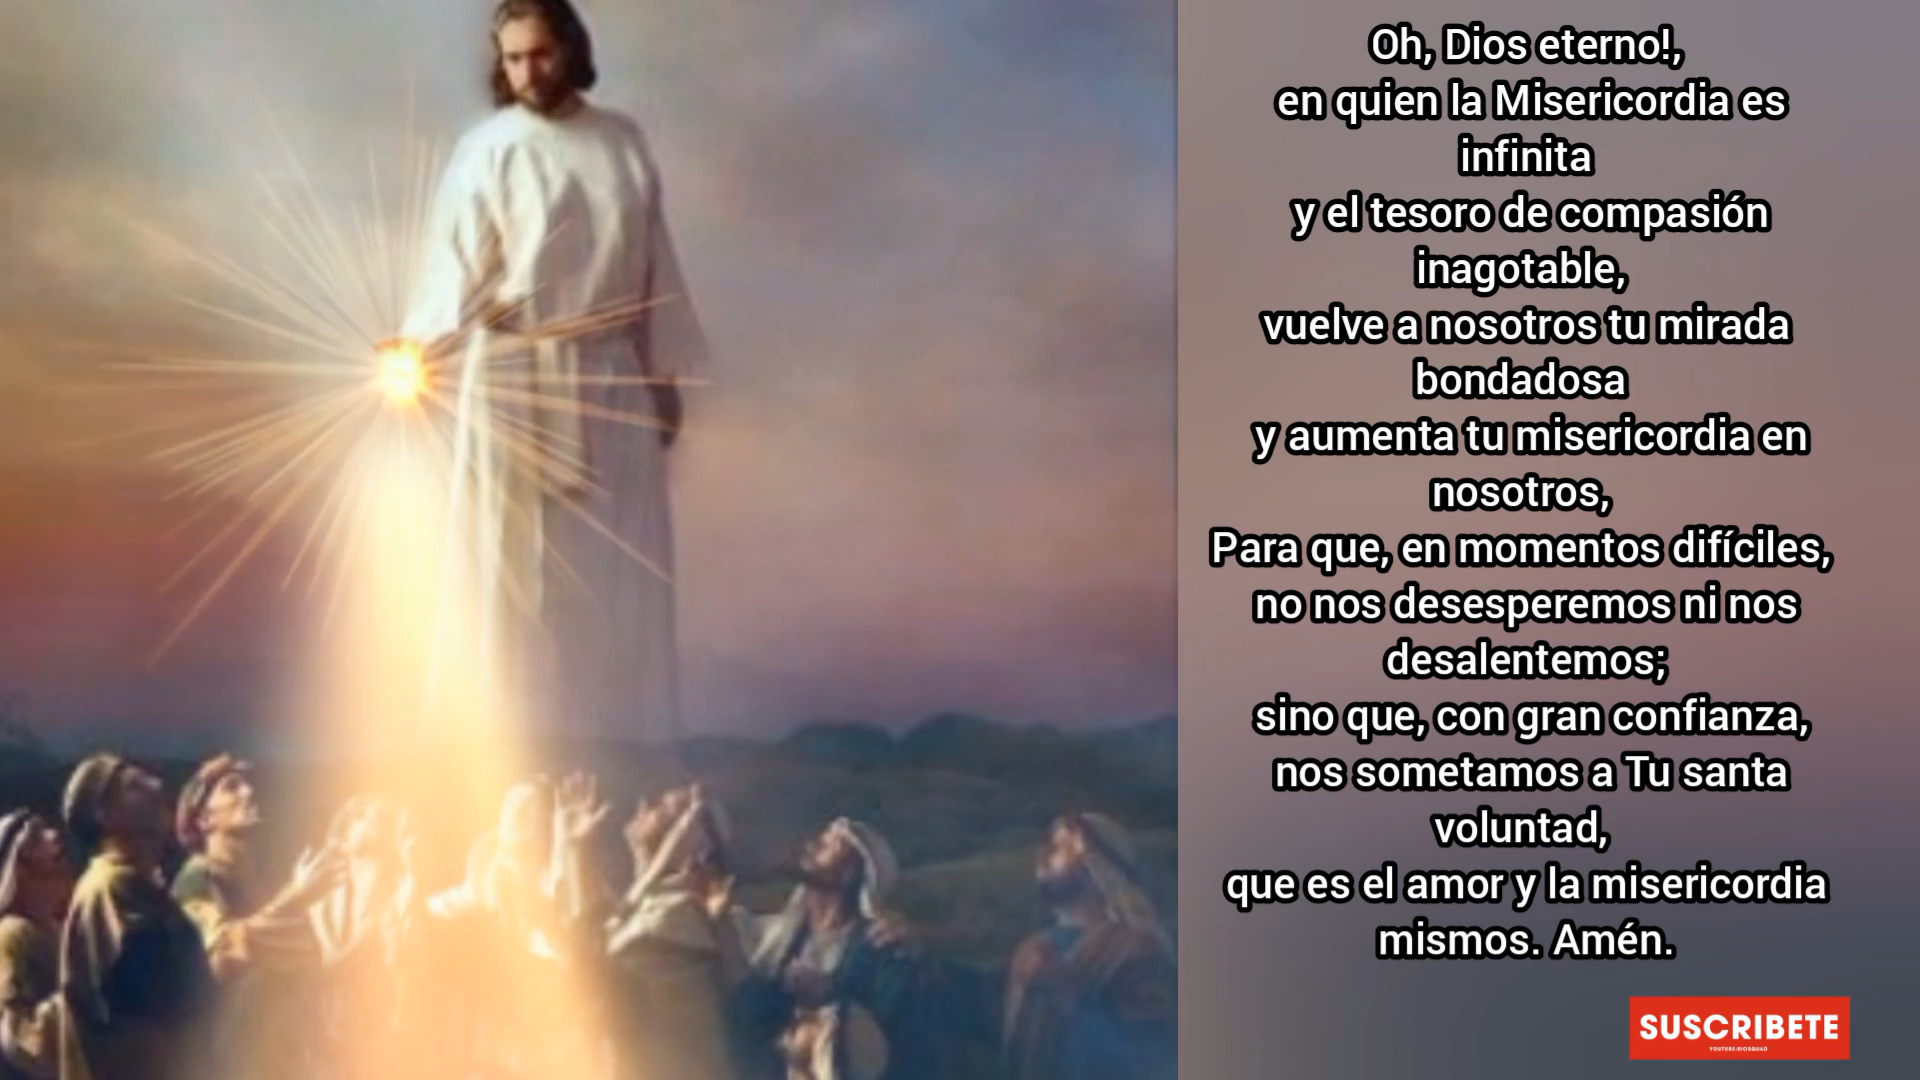 Oh, Dios eterno!,
en quien la Misericordia es
infinita
y el tesoro de compasión
inagotable,
vuelve a nosotros tu mirada
bondadosa
y aumenta tu misericordia en
nosotros,
Para que, en momentos difíciles,
no nos desesperemos ni nos
desalentemos;
sino que, con gran confianza,
nos sometamos a Tu santa
voluntad,
que es el amor y la misericordia
mismos. Amén.
SUSCRIBETE